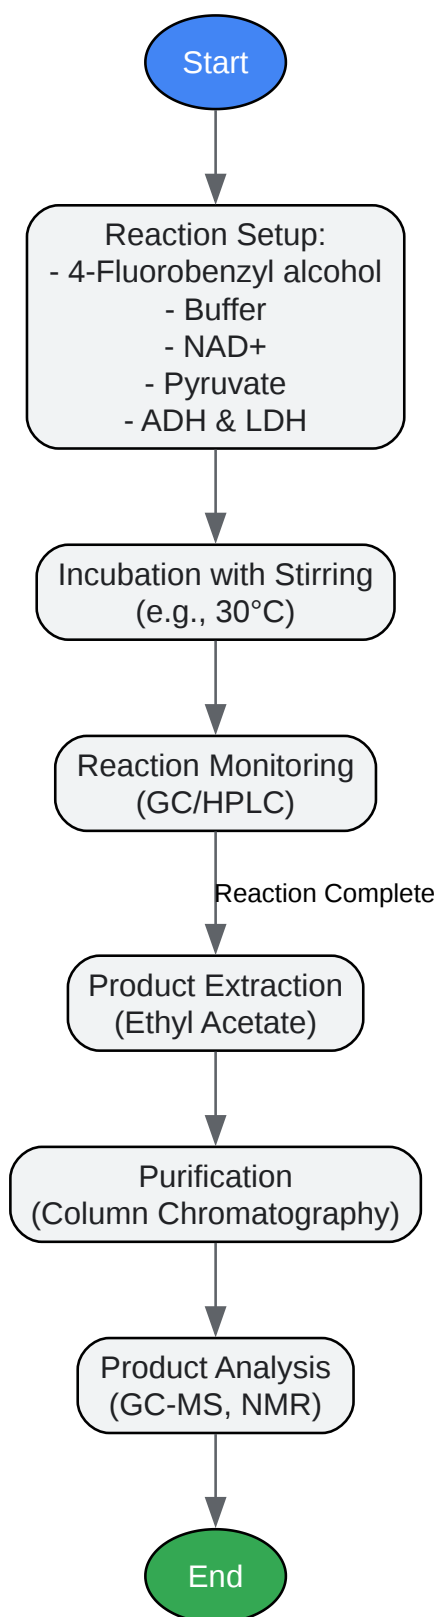 Start
Reaction Setup:
- 4-Fluorobenzyl alcohol
- Buffer
- NAD+
- Pyruvate
- ADH & LDH
Incubation with Stirring
(e.g., 30°C)
Reaction Monitoring
(GC/HPLC)
Reaction Complete
Product Extraction
(Ethyl Acetate)
Purification
(Column Chromatography)
Product Analysis
(GC-MS, NMR)
End